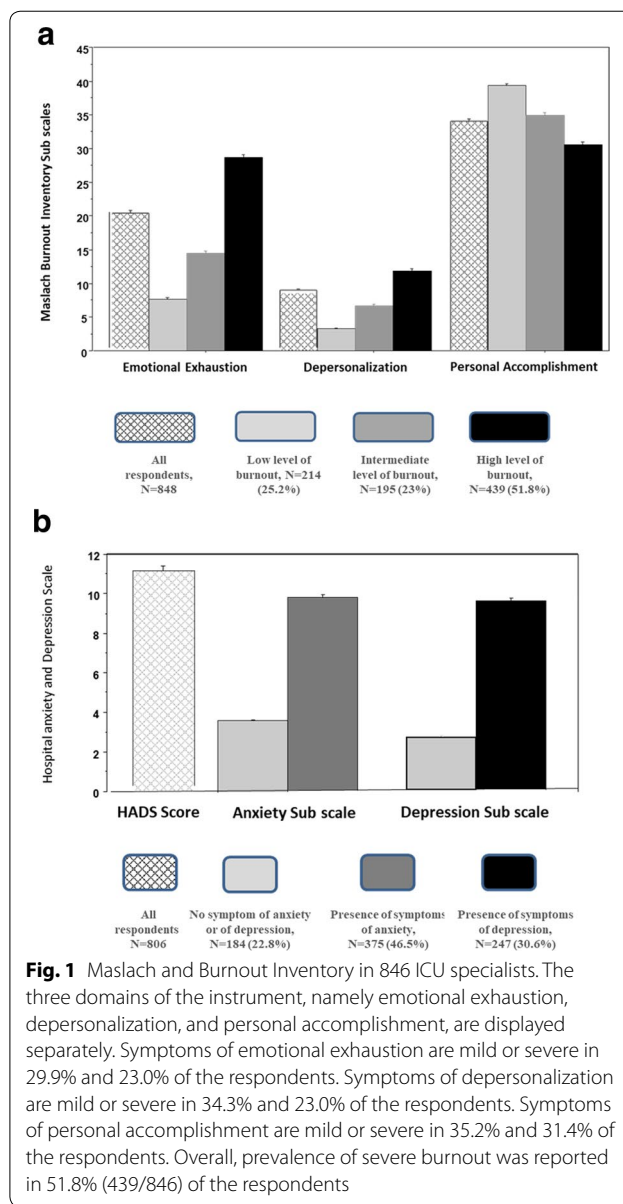 a
45
40
35
30
25
20
15
10
5
0
Maslach Burnout Inventory Sub scales
Emotional Exhaustion Depersonalization Personal Accomplishment
All respondents, N=848
Low level of burnout, N=214 (25.2%)
Intermediate level of burnout, N=195 (23%)
High level of burnout, N=439 (51.8%)
b
12
10
8
6
4
2
0
Hospital anxiety and Depression Scale
HADS Score Anxiety Sub scale Depression Sub scale
All respondents N=806
No symptom of anxiety or of depression, N=184 (22.8%)
Presence of symptoms of anxiety, N=375 (46.5%)
Presence of symptoms of depression, N=247 (30.6%)
Fig. 1 Maslach and Burnout Inventory in 846 ICU specialists. The
three domains of the instrument, namely emotional exhaustion,
depersonalization, and personal accomplishment, are displayed
separately. Symptoms of emotional exhaustion are mild or severe in
29.9% and 23.0% of the respondents. Symptoms of depersonalization
are mild or severe in 34.3% and 23.0% of the respondents. Symptoms
of personal accomplishment are mild or severe in 35.2% and 31.4% of
the respondents. Overall, prevalence of severe burnout was reported
in 51.8% (439/846) of the respondents